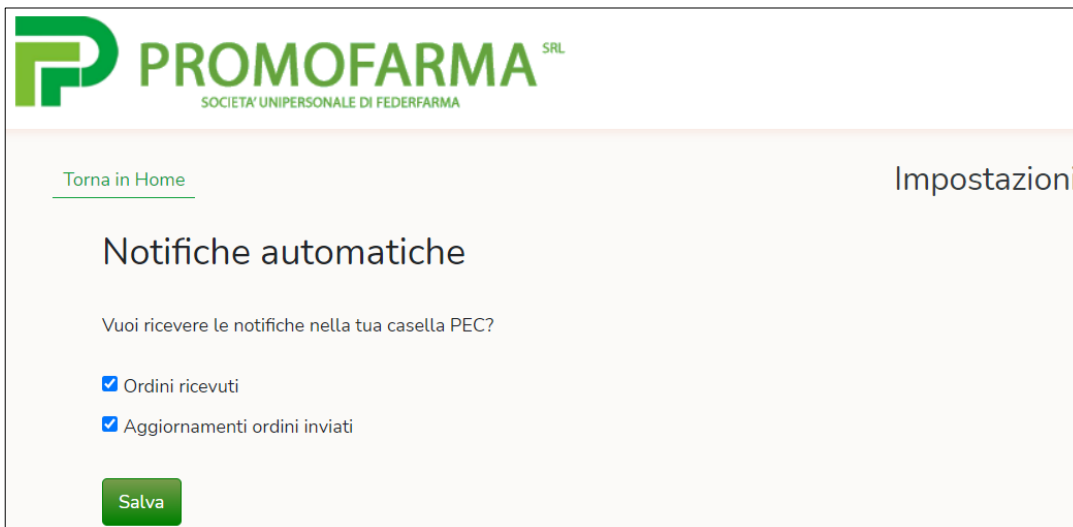 PROMOFARMA SRL
SOCIETA' UNIPERSONALE DI FEDERFARMA
Torna in Home
Impostazioni
Notifiche automatiche
Vuoi ricevere le notifiche nella tua casella PEC?
Ordini ricevuti
Aggiornamenti ordini inviati
Salva